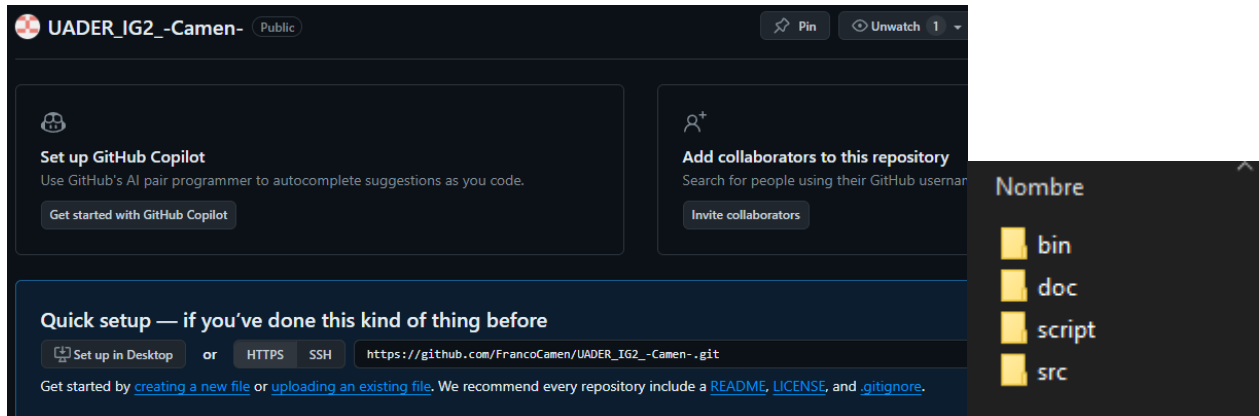 UADER_IG2_-Camen- Public
Pin
Unwatch 1
Set up GitHub Copilot
Use GitHub's AI pair programmer to autocomplete suggestions as you code.
Get started with GitHub Copilot
Add collaborators to this repository
Search for people using their GitHub
Invite collaborators
Quick setup — if you've done this kind of thing before
Set up in Desktop or HTTPS SSH https://github.com/FrancoCamen/UADER_IG2_-Camen-.git
Get started by creating a new file or uploading an existing file. We recommend every repository include a README, LICENSE, and .gitignore.
Nombre
bin
doc
script
src